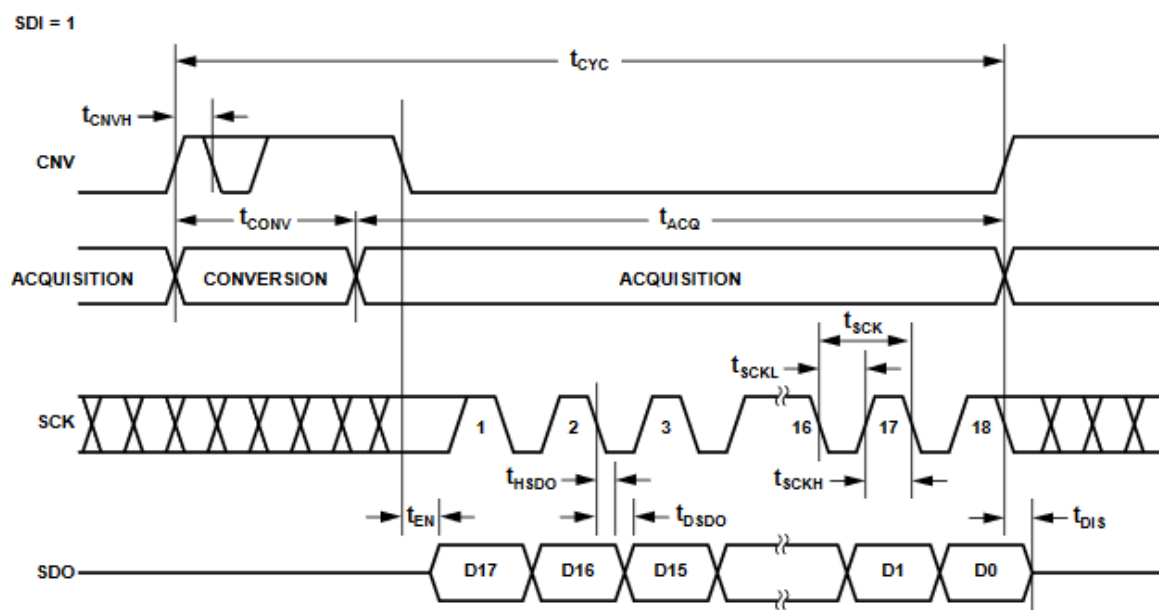 SDI = 1
tCYC
tCNVH
CNV
tCONV
tACQ
ACQUISITION
CONVERSION
ACQUISITION
tSCK
tSCKL
SCK
1
2
3
16
17
18
tHSDO
tSCKH
tEN
tDSDO
tDIS
SDO
D17
D16
D15
D1
D0